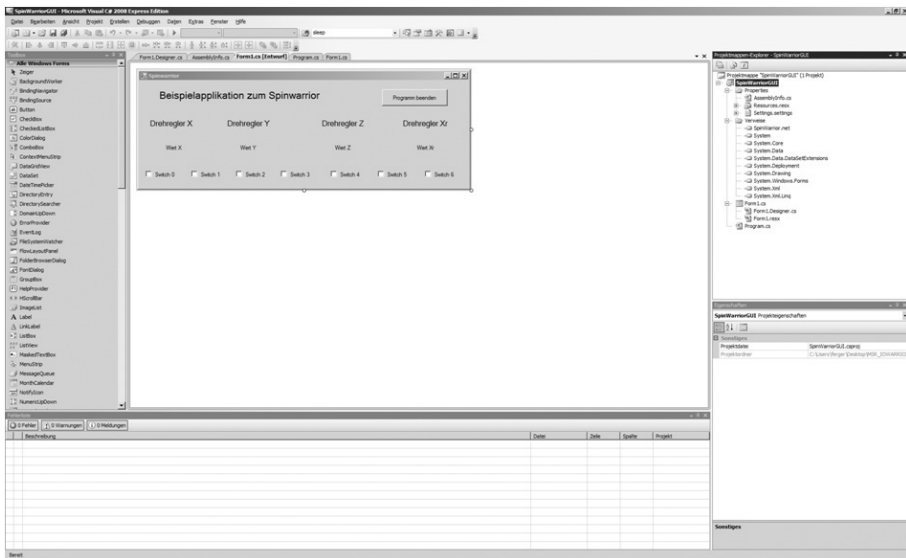 SpinWarriorGUI - Microsoft Visual C# 2008 Express Edition
Datei Bearbeiten Ansicht Projekt Erstellen Debuggen Daten Extras Fenster Hilfe
sleep
Toolbox
Form1.Designer.cs AssemblyInfo.cs Form1.cs [Entwurf] Program.cs Form1.cs
Alle Windows Forms
Zeiger
BackgroundWorker
BindingNavigator
BindingSource
Button
CheckBox
CheckedListBox
ColorDialog
ComboBox
ContextMenuStrip
DataGridView
DataSet
DateTimePicker
DirectoryEntry
DirectorySearcher
DomainUpDown
ErrorProvider
EventLog
FileSystemWatcher
FlowLayoutPanel
FolderBrowserDialog
FontDialog
GroupBox
HelpProvider
HScrollBar
ImageList
Label
LinkLabel
ListBox
ListView
MaskedTextBox
MenuStrip
MessageQueue
MonthCalendar
NotifyIcon
NumericUpDown
Spinwarrior
Beispielapplikation zum Spinwarrior
Programm beenden
Drehregler X Drehregler Y Drehregler Z Drehregler Xr
Wert X Wert Y Wert Z Wert Xr
Switch 0 Switch 1 Switch 2 Switch 3 Switch 4 Switch 5 Switch 6
Projektmappen-Explorer - SpinWarriorGUI
Projektmappe "SpinWarriorGUI" (1 Projekt)
SpinWarriorGUI
Properties
AssemblyInfo.cs
Resources.resx
Settings.settings
Verweise
SpinWarrior.net
System
System.Core
System.Data
System.Data.DataSetExtensions
System.Deployment
System.Drawing
System.Windows.Forms
System.Xml
System.Xml.Linq
Form1.cs
Form1.Designer.cs
Form1.resx
Program.cs
Eigenschaften
SpinWarriorGUI Projekteigenschaften
Sonstiges
Projektdatei SpinWarriorGUI.csproj
Projektordner
Sonstiges
Fehlerliste
0 Fehler 0 Warnungen 0 Meldungen
Beschreibung Datei Zeile Spalte Projekt
Bereit